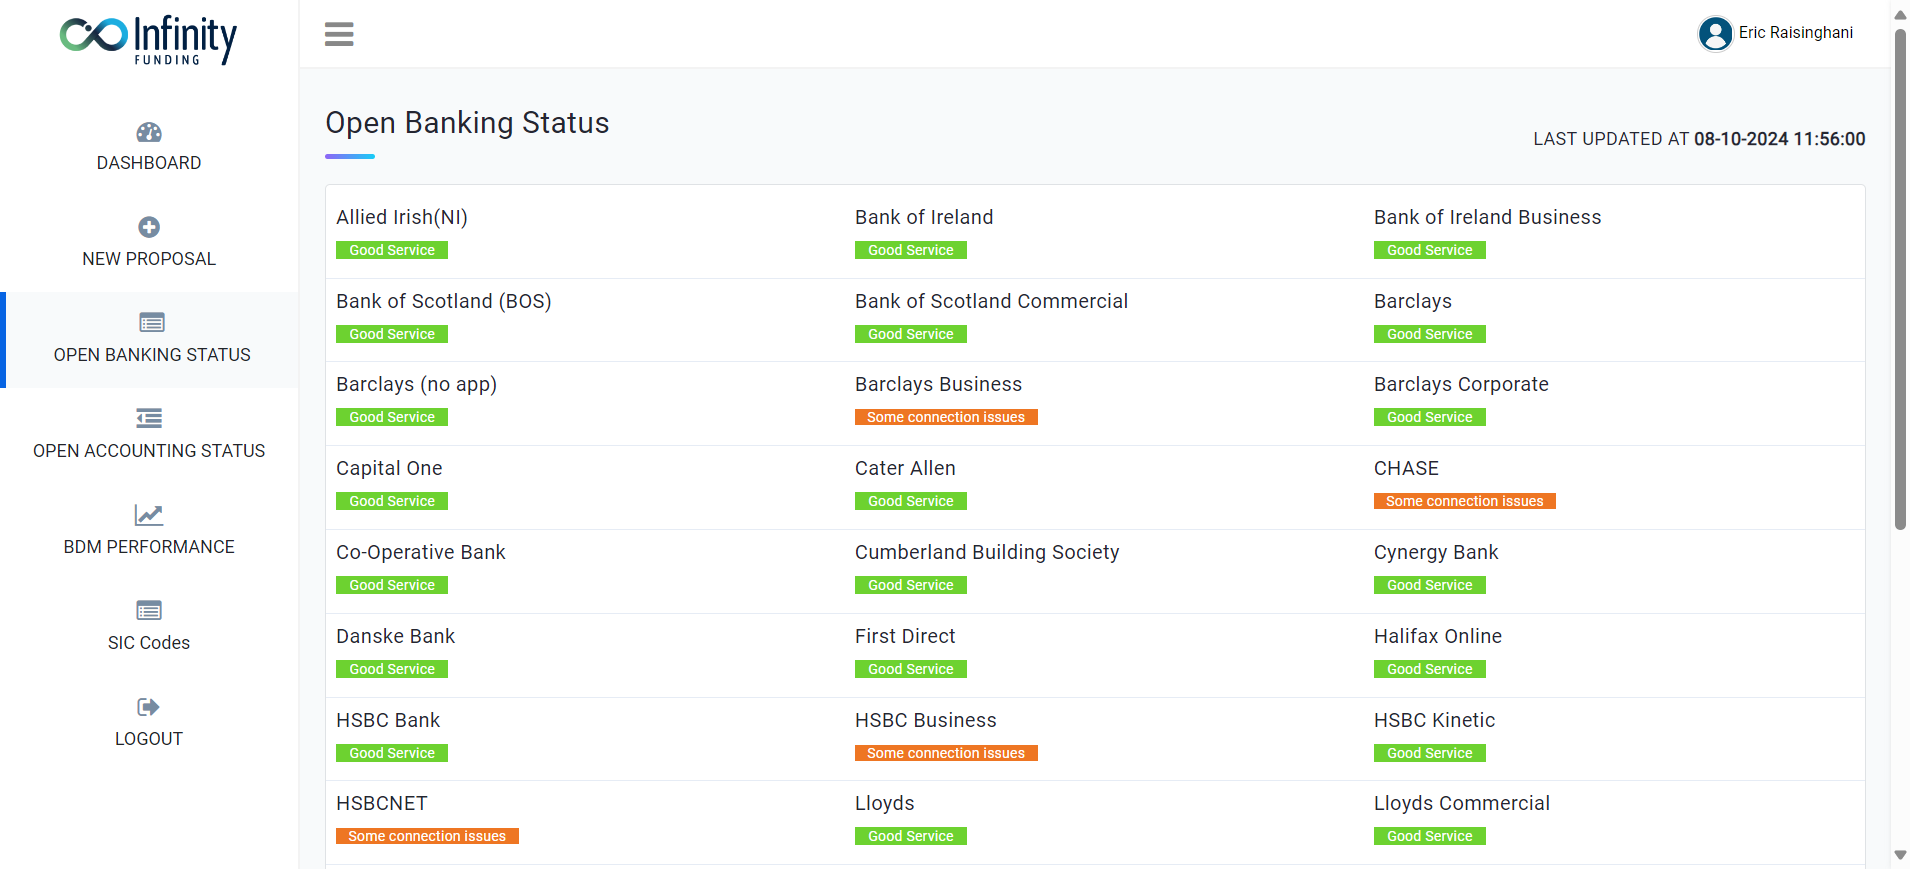 Infinity
FUNDING
Eric Raisinghani
DASHBOARD
NEW PROPOSAL
OPEN BANKING STATUS
OPEN ACCOUNTING STATUS
BDM PERFORMANCE
SIC Codes
LOGOUT
Open Banking Status
LAST UPDATED AT 08-10-2024 11:56:00
Allied Irish(NI)
Good Service
Bank of Ireland
Good Service
Bank of Ireland Business
Good Service
Bank of Scotland (BOS)
Good Service
Bank of Scotland Commercial
Good Service
Barclays
Good Service
Barclays (no app)
Good Service
Barclays Business
Some connection issues
Barclays Corporate
Good Service
Capital One
Good Service
Cater Allen
Good Service
CHASE
Some connection issues
Co-Operative Bank
Good Service
Cumberland Building Society
Good Service
Cynergy Bank
Good Service
Danske Bank
Good Service
First Direct
Good Service
Halifax Online
Good Service
HSBC Bank
Good Service
HSBC Business
Some connection issues
HSBC Kinetic
Good Service
HSBCNET
Some connection issues
Lloyds
Good Service
Lloyds Commercial
Good Service